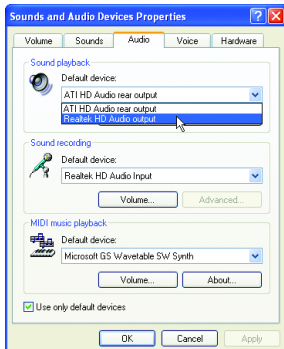 Sounds and Audio Devices Properties
Volume Sounds Audio Voice Hardware
Sound playback
Default device:
ATI HD Audio rear output
ATI HD Audio rear output
Realtek HD Audio output
Sound recording
Default device:
Realtek HD Audio Input
Volume... Advanced...
MIDI music playback
Default device:
Microsoft GS Wavetable SW Synth
Volume... About...
Use only default devices
OK Cancel Apply